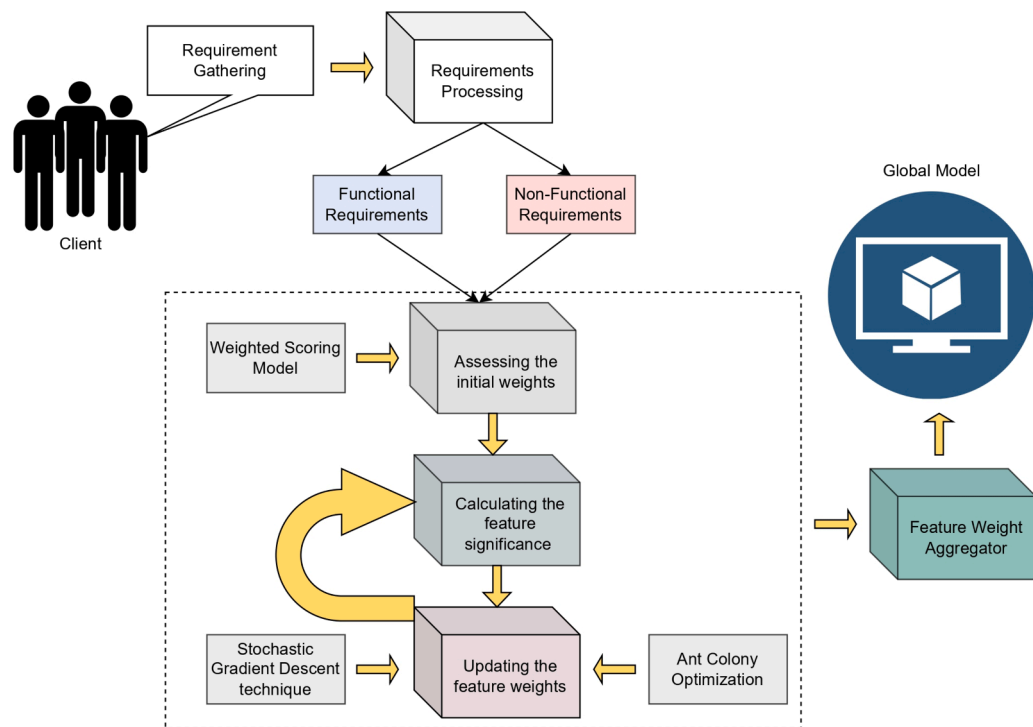 Requirement
Gathering
Requirements
Processing
Client
Functional
Requirements
Non-Functional
Requirements
Global Model
Weighted Scoring
Model
Assessing the
initial weights
Calculating the
feature
significance
Feature Weight
Aggregator
Stochastic
Gradient Descent
technique
Updating the
feature weights
Ant Colony
Optimization